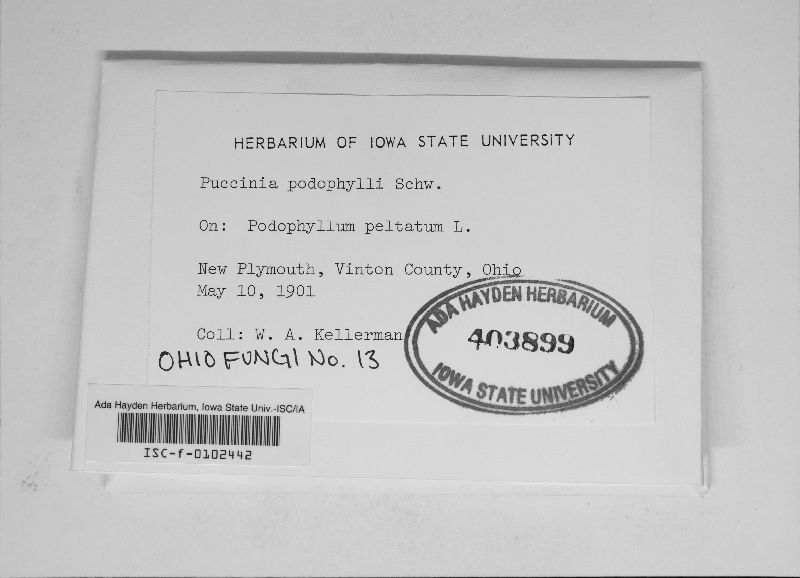 HERBARIUM OF IOWA STATE UNIVERSITY
Puccinia podophylli Schw.
On: Podophyllum peltatum L.
New Plymouth, Vinton County, Ohio
May 10, 1901
Coll: W. A. Kellerman
OHIO FUNGI No. 13
ADA HAYDEN HERBARIUM
403899
IOWA STATE UNIVERSITY
Ada Hayden Herbarium, Iowa State Univ.-ISC/IA
ISC-f-0102442